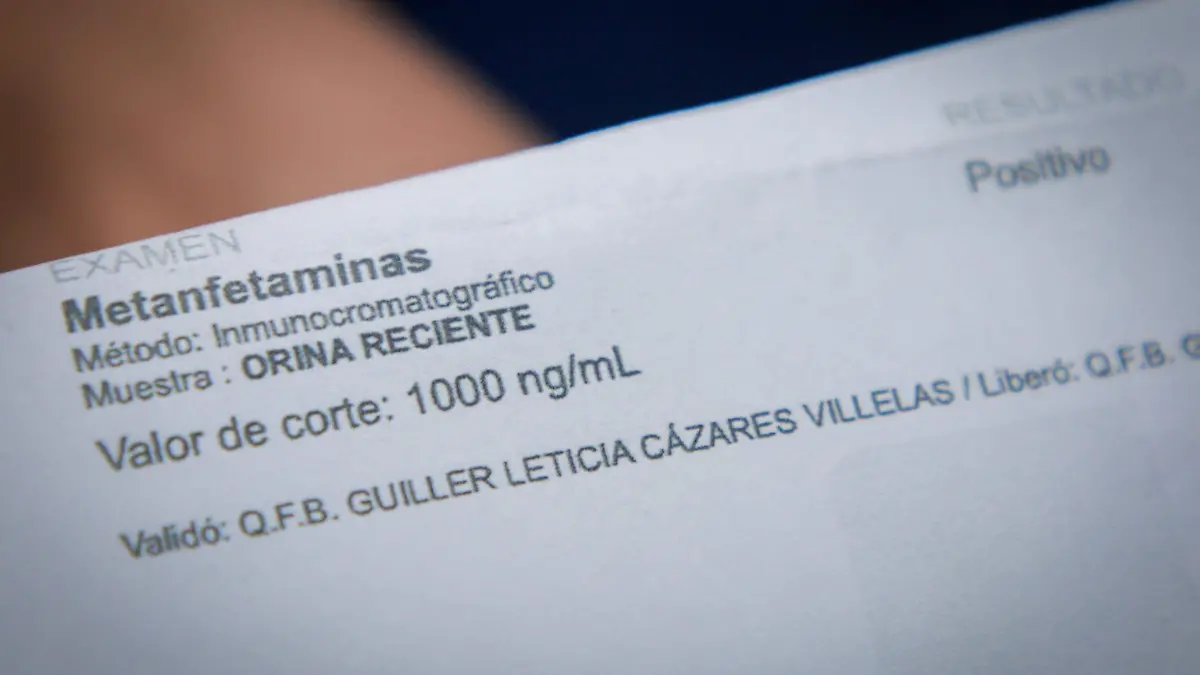 EXAMEN RESULTADO
Metanfetaminas Positivo
Método: Inmunocromatográfico
Muestra : ORINA RECIENTE
Valor de corte: 1000 ng/mL
Validó: Q.F.B. GUILLER LETICIA CÁZARES VILLELAS / Liberó: Q.F.B. G